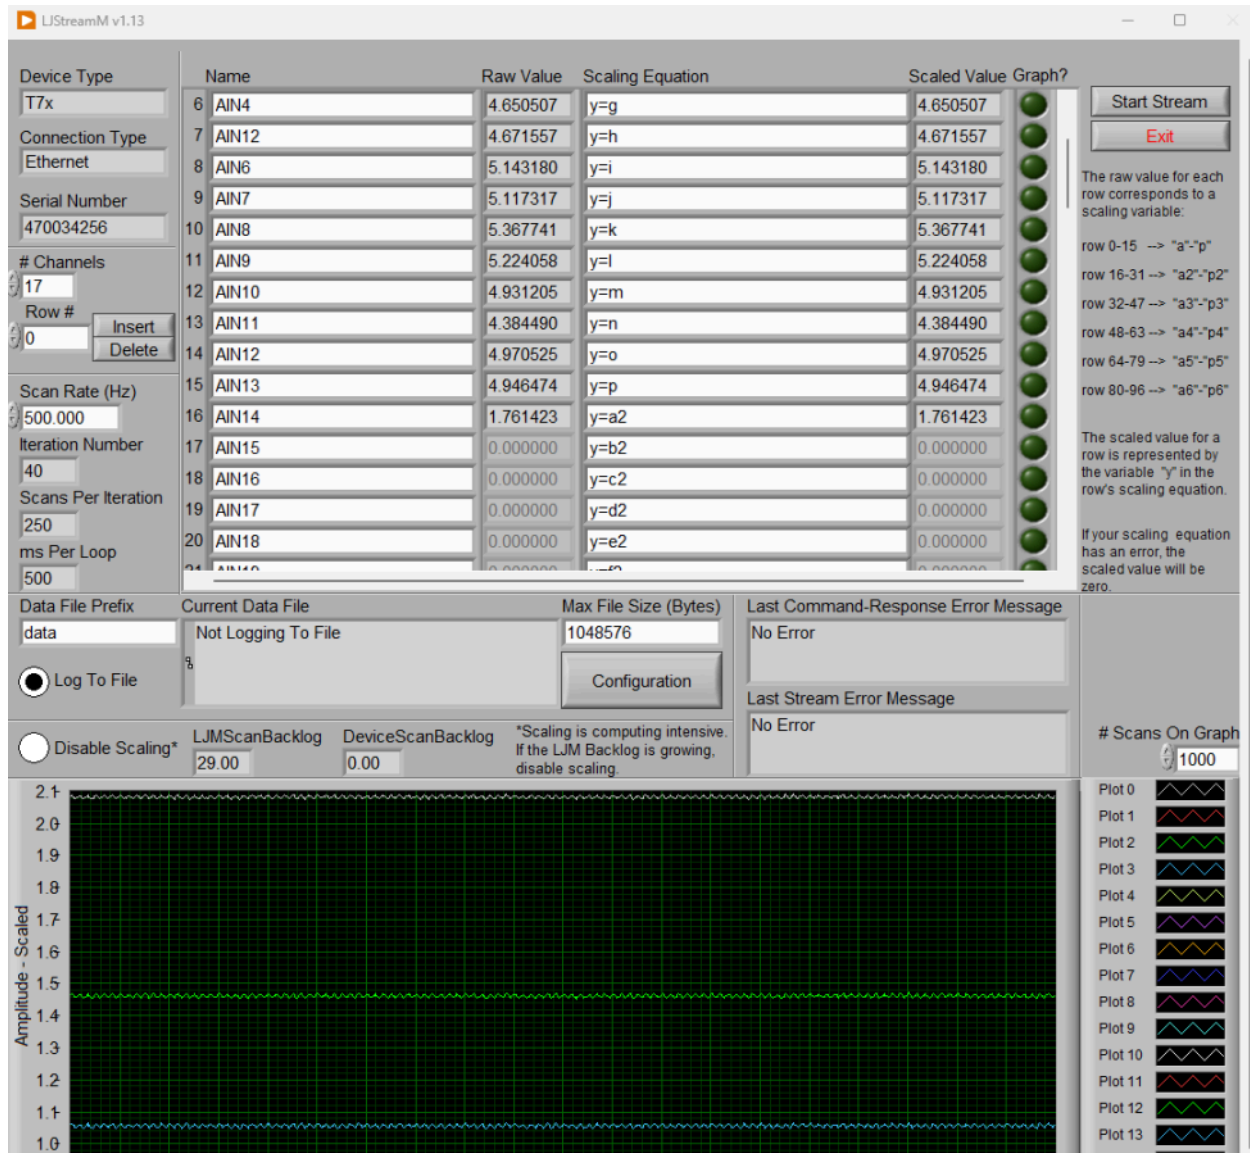 LJStreamM v1.13
Device Type
T7x
Connection Type
Ethernet
Serial Number
470034256
# Channels
17
Row #
0
Insert
Delete
Scan Rate (Hz)
500.000
Iteration Number
40
Scans Per Iteration
250
ms Per Loop
500
Name Raw Value Scaling Equation Scaled Value Graph?
6 AIN4 4.650507 y=g 4.650507
7 AIN12 4.671557 y=h 4.671557
8 AIN6 5.143180 y=i 5.143180
9 AIN7 5.117317 y=j 5.117317
10 AIN8 5.367741 y=k 5.367741
11 AIN9 5.224058 y=l 5.224058
12 AIN10 4.931205 y=m 4.931205
13 AIN11 4.384490 y=n 4.384490
14 AIN12 4.970525 y=o 4.970525
15 AIN13 4.946474 y=p 4.946474
16 AIN14 1.761423 y=a2 1.761423
17 AIN15 0.000000 y=b2 0.000000
18 AIN16 0.000000 y=c2 0.000000
19 AIN17 0.000000 y=d2 0.000000
20 AIN18 0.000000 y=e2 0.000000
Start Stream
Exit
The raw value for each
row corresponds to a
scaling variable:
row 0-15 --> "a"-"p"
row 16-31 --> "a2"-"p2"
row 32-47 --> "a3"-"p3"
row 48-63 --> "a4"-"p4"
row 64-79 --> "a5"-"p5"
row 80-96 --> "a6"-"p6"
The scaled value for a
row is represented by
the variable "y" in the
row's scaling equation.
If your scaling equation
has an error, the
scaled value will be
zero.
Data File Prefix
data
Log To File
Current Data File
Not Logging To File
Max File Size (Bytes)
1048576
Configuration
Last Command-Response Error Message
No Error
Last Stream Error Message
No Error
Disable Scaling*
LJMScanBacklog
29.00
DeviceScanBacklog
0.00
*Scaling is computing intensive.
If the LJM Backlog is growing,
disable scaling.
# Scans On Graph
1000
Amplitude - Scaled
2.1
2.0
1.9
1.8
1.7
1.6
1.5
1.4
1.3
1.2
1.1
1.0
Plot 0
Plot 1
Plot 2
Plot 3
Plot 4
Plot 5
Plot 6
Plot 7
Plot 8
Plot 9
Plot 10
Plot 11
Plot 12
Plot 13